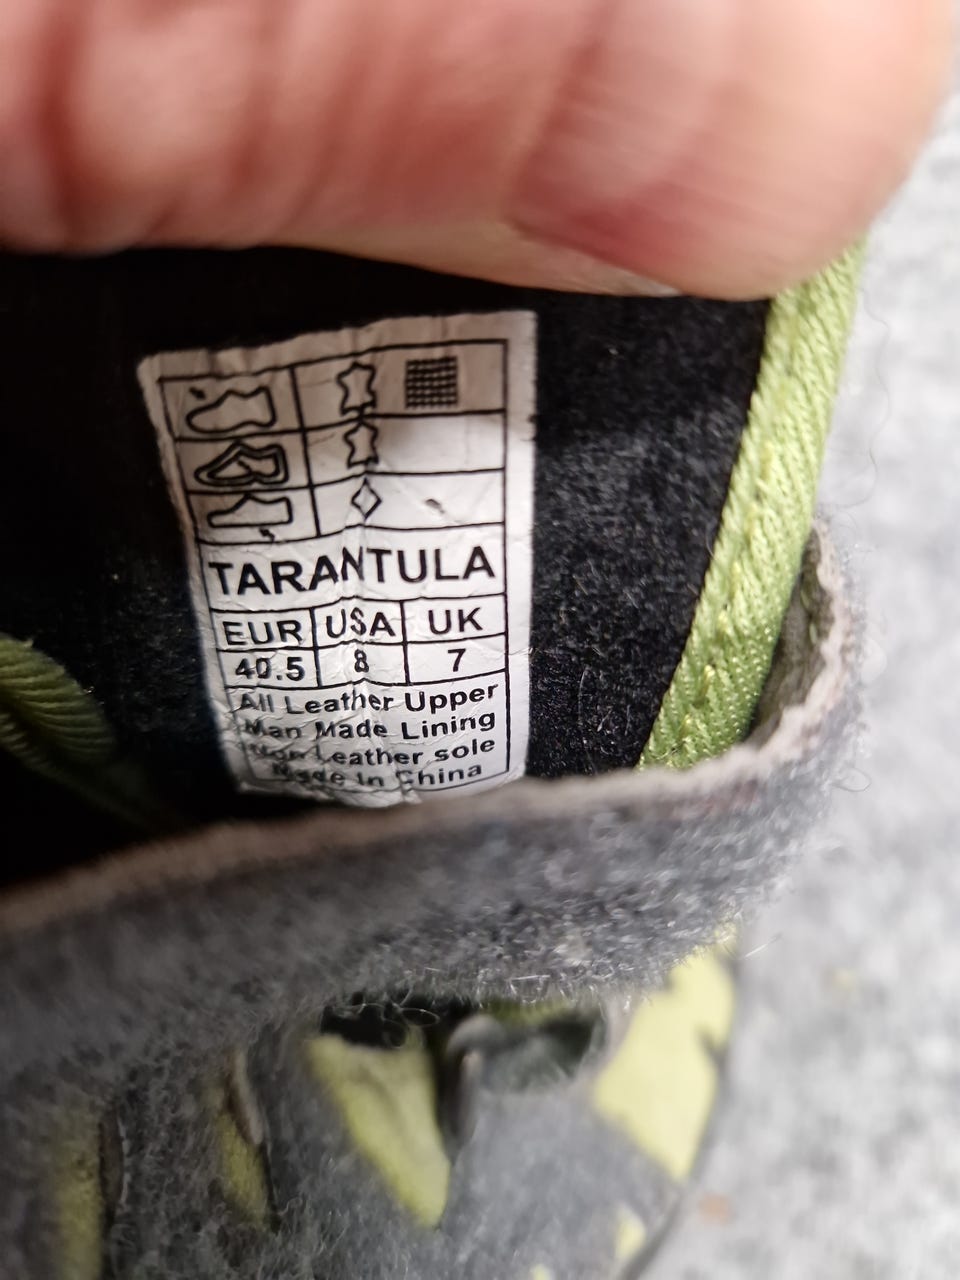 TARANTULA
EUR USA UK
40.5 8 7
All Leather Upper
Man Made Lining
Leather sole
Made In China